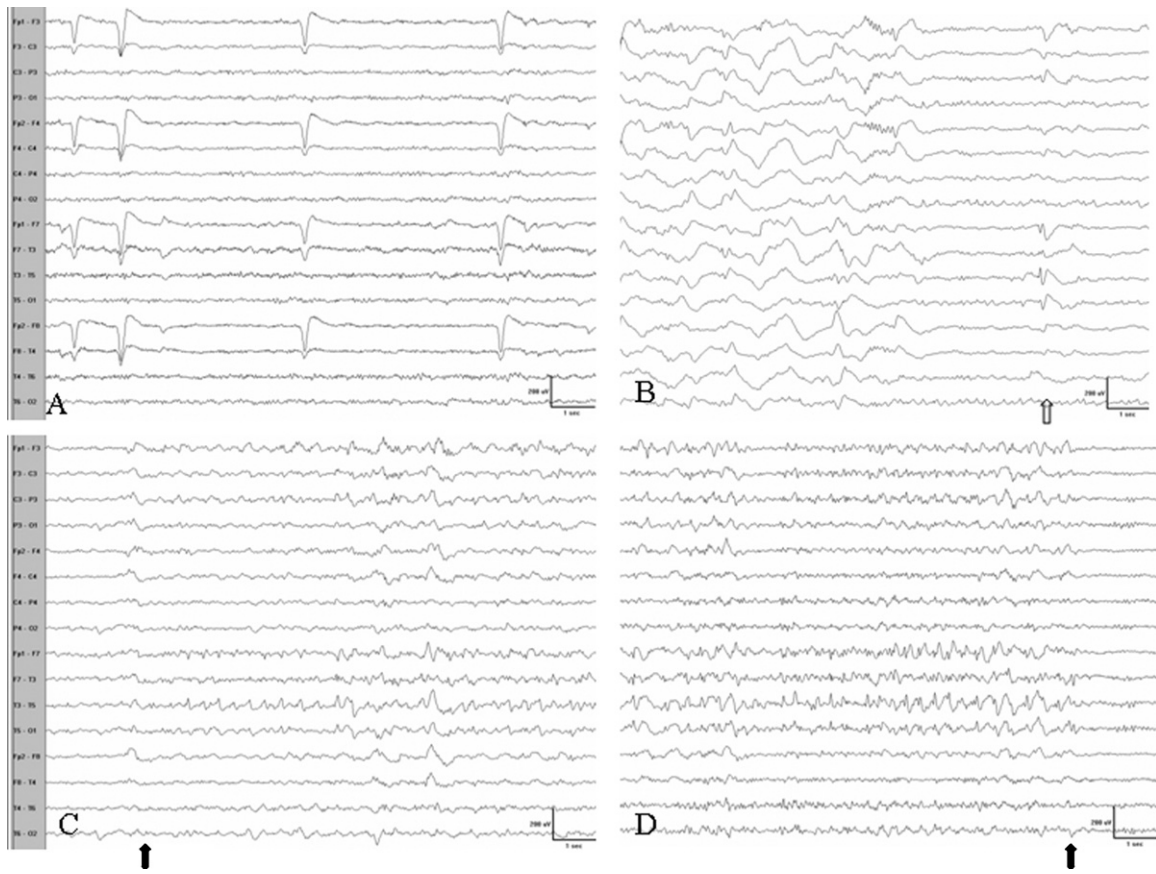 Fp1 - F3
F3 - C3
C3 - P3
P3 - O1
Fp2 - F4
F4 - C4
C4 - P4
P4 - O2
Fp1 - F7
F7 - T3
T3 - T5
T5 - O1
Fp2 - F8
F8 - T4
T4 - T6
T6 - O2
A
200 uV
1 sec
B
200 uV
1 sec
Fp1 - F3
F3 - C3
C3 - P3
P3 - O1
Fp2 - F4
F4 - C4
C4 - P4
P4 - O2
Fp1 - F7
F7 - T3
T3 - T5
T5 - O1
Fp2 - F8
F8 - T4
T4 - T6
T6 - O2
C
200 uV
1 sec
D
200 uV
1 sec